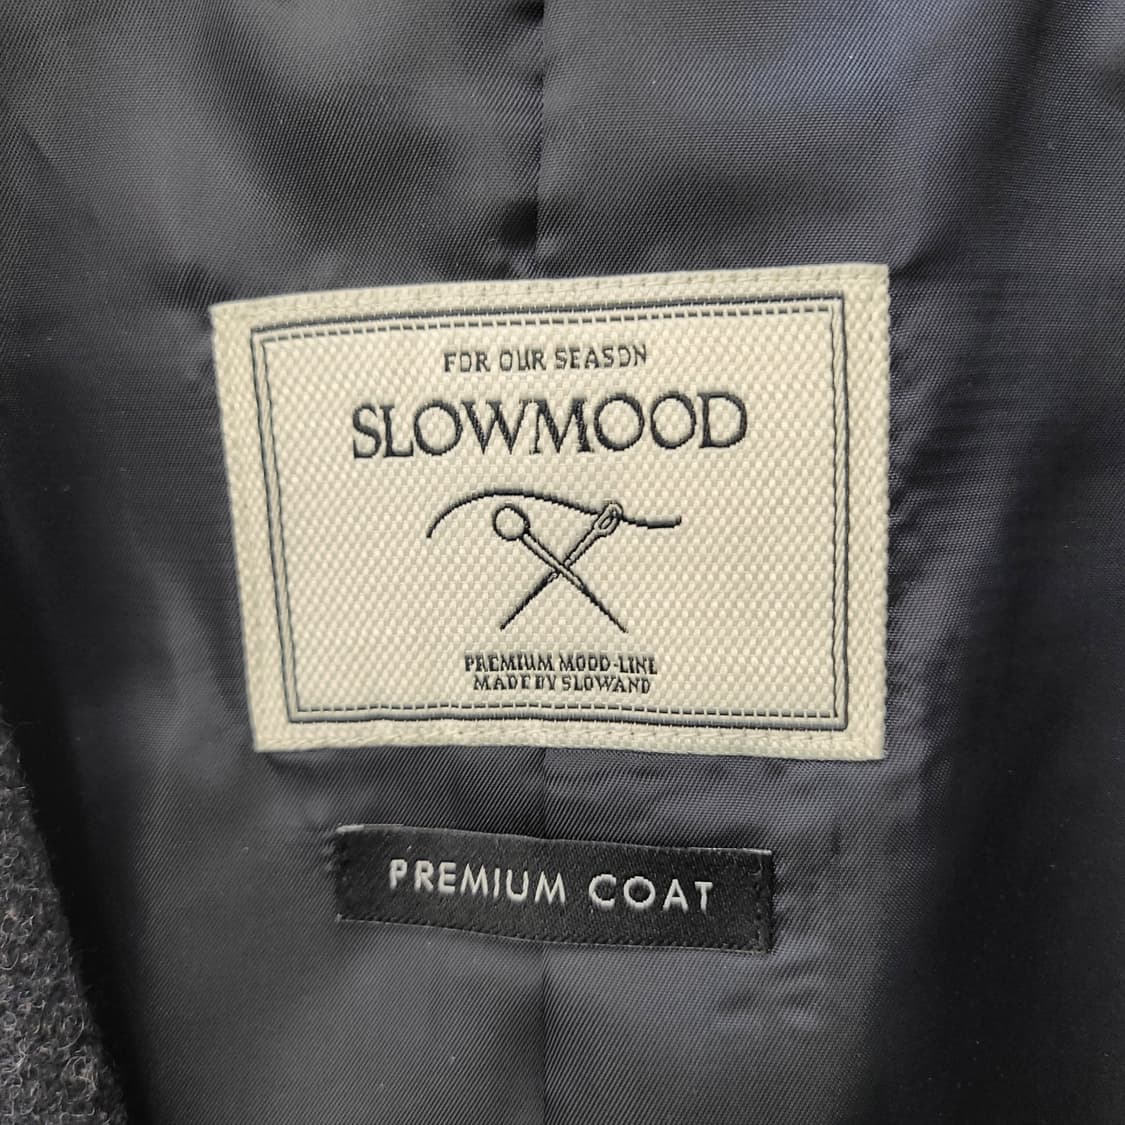 FOR OUR SEASON
SLOWMOOD
PREMIUM MOOD-LINE
MADE BY SLOWAND
PREMIUM COAT